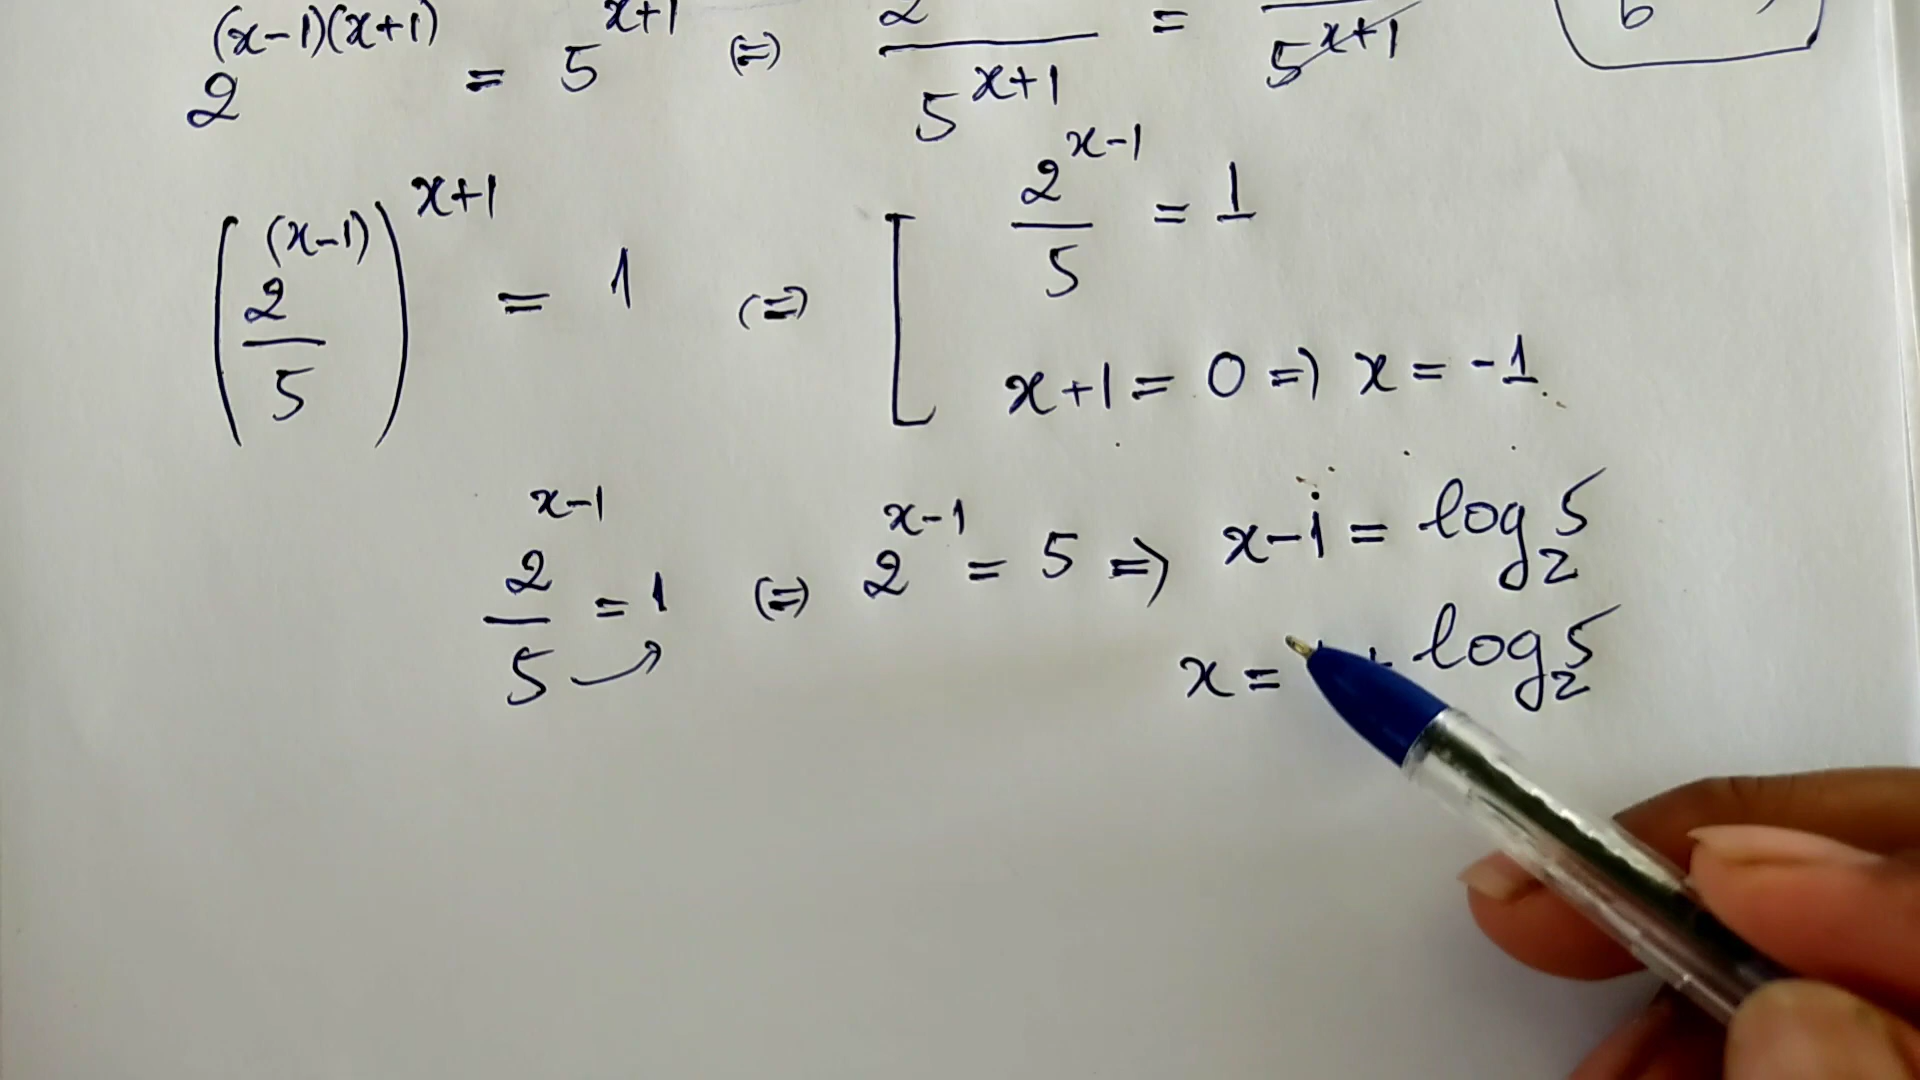 2^{(x-1)(x+1)} = 5^{x+1} (=) 2 / 5^{x+1} = / 5^{x+1}
(2^{(x-1)} / 5)^{x+1} = 1 (=) [ 2^{x-1} / 5 = 1
x+1 = 0 => x = -1
2^{x-1} / 5 = 1 (=) 2^{x-1} = 5 => x-1 = log_2 5
x = + log_2 5